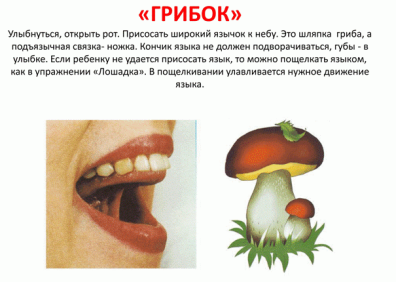 «ГРИБОК»
Улыбнуться, открыть рот. Присосать широкий язычок к небу. Это шляпка гриба, а
подъязычная связка- ножка. Кончик языка не должен подворачиваться, губы - в
улыбке. Если ребенку не удается присосать язык, то можно пощелкать языком,
как в упражнении «Лошадка». В пощелкивании улавливается нужное движение
языка.